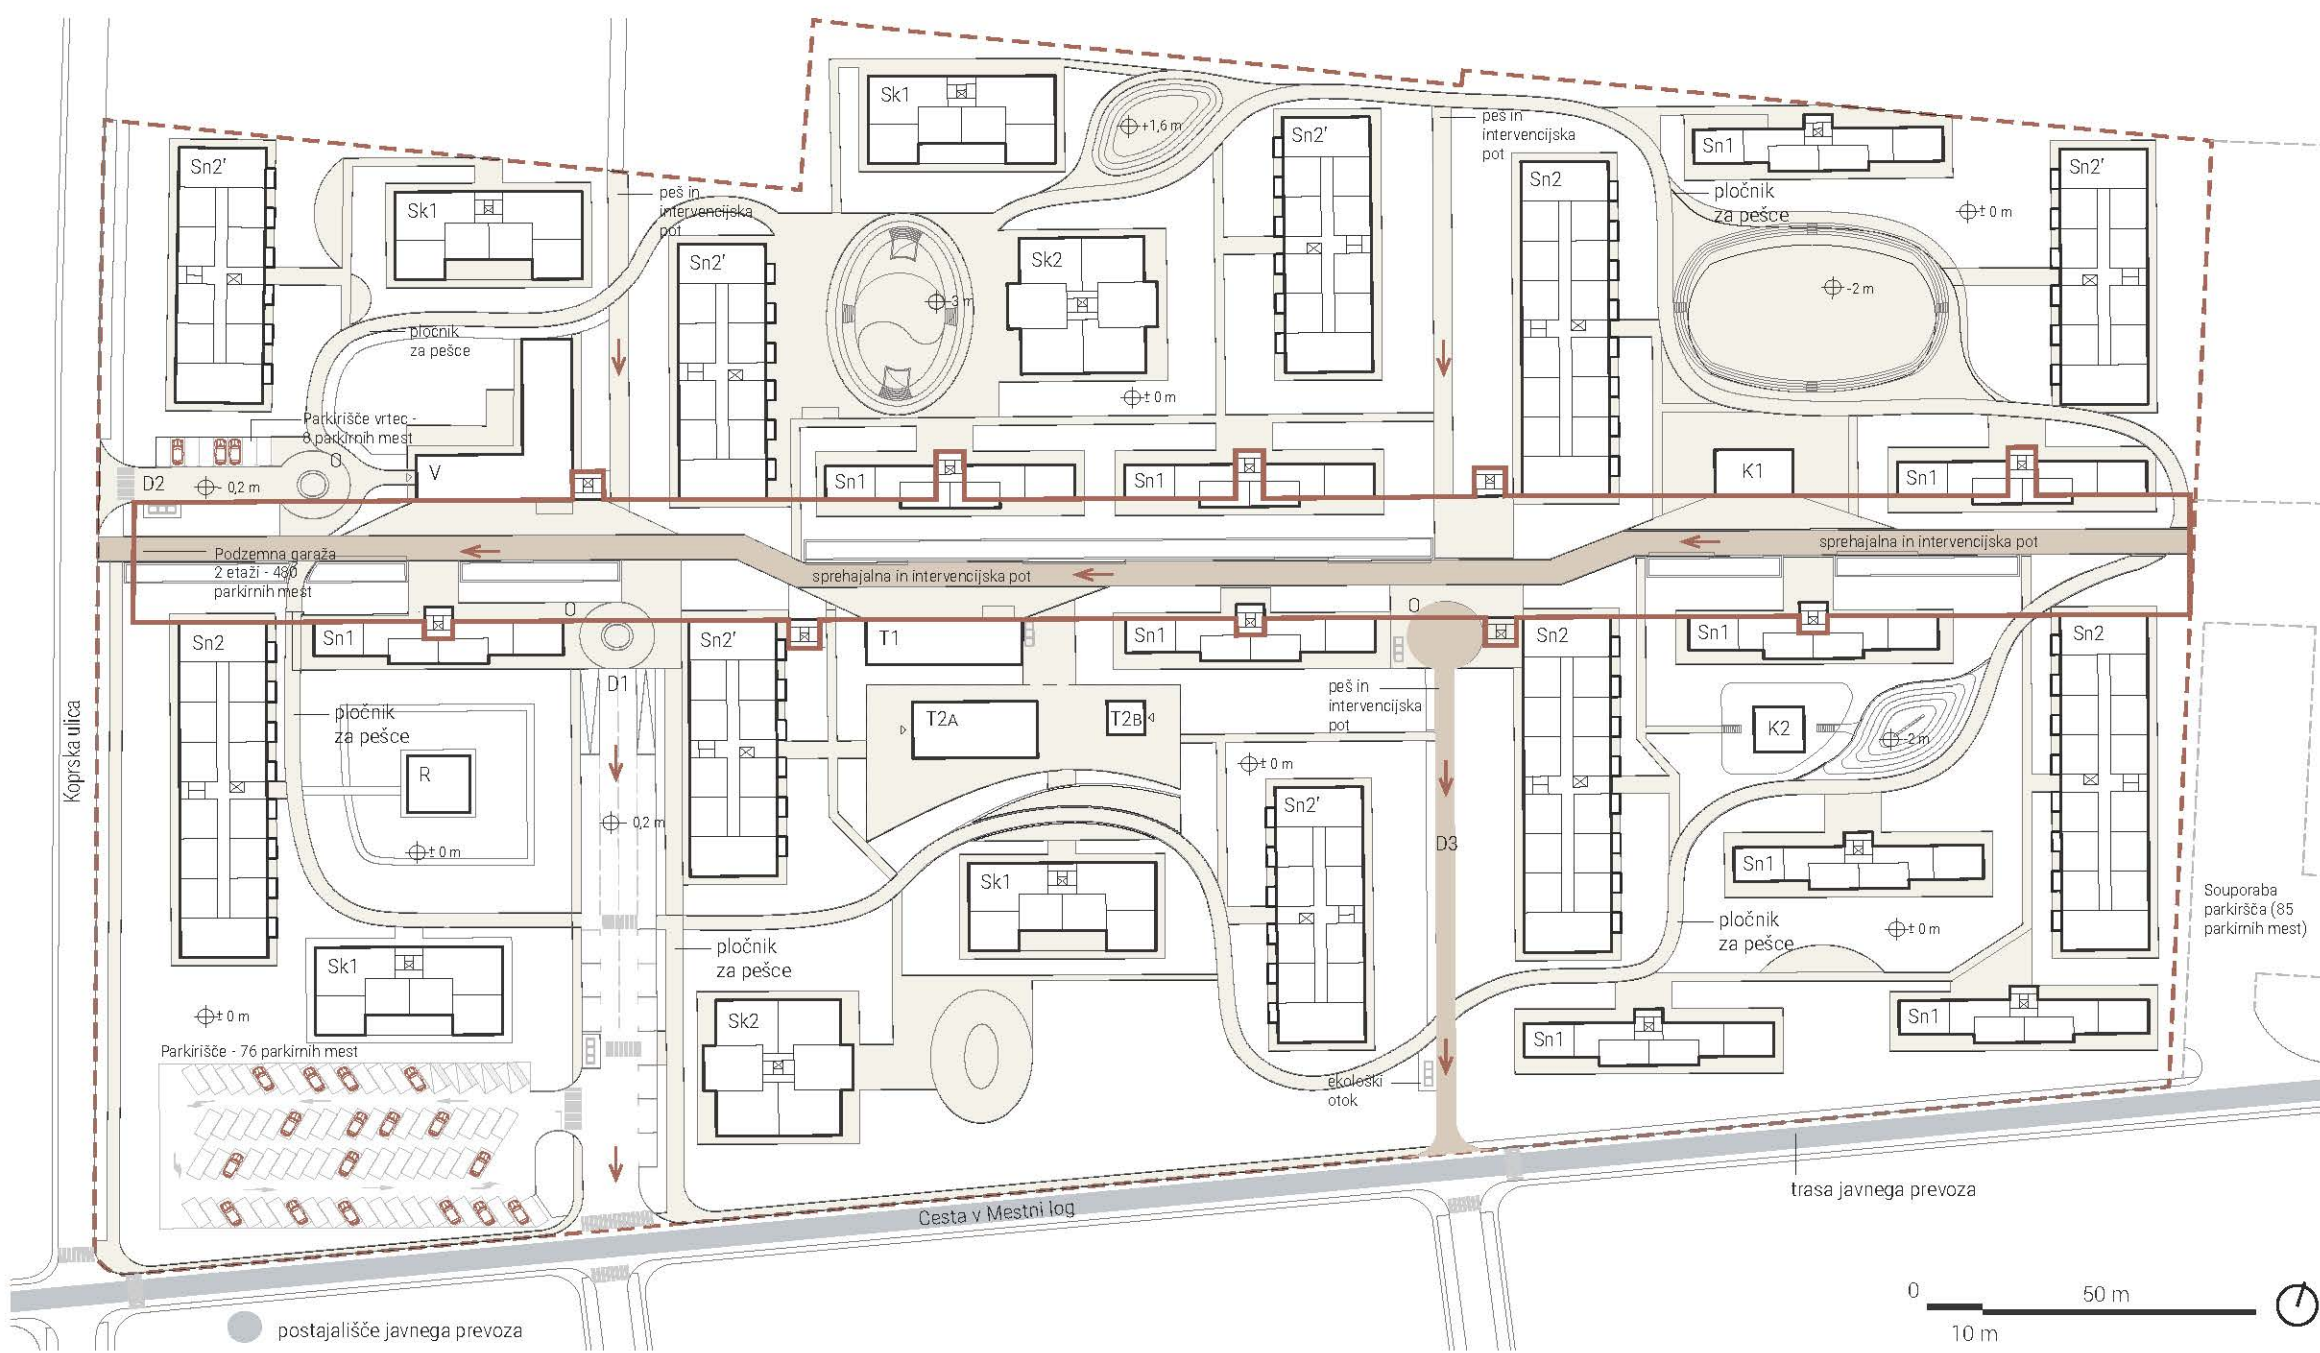 Sk1
+1,6 m
Sn2'
peš in
intervencijska
pot
Sn1
Sn2'
Sn2'
Sk1
peš in
intervencijska
pot
Sn2
pločnik
za pešce
± 0 m
Sn2'
Sk2
-3 m
-2 m
pločnik
za pešce
± 0 m
Parkirišče vrtec -
8 parkirnih mest
O
V
D2
- 0,2 m
Sn1
Sn1
K1
Sn1
Podzemna garaža
2 etaži - 480
parkirnih mest
sprehajalna in intervencijska pot
sprehajalna in intervencijska pot
O
O
Sn2
Sn1
Sn2'
T1
Sn1
Sn2
Sn1
Sn2
D1
peš in
intervencijska
pot
Koprska ulica
pločnik
za pešce
T2A
T2B
K2
-2 m
R
± 0 m
Sn2'
- 0,2 m
± 0 m
D3
Sn1
Sk1
Souporaba
parkiršča (85
parkirnih mest)
pločnik
za pešce
pločnik
za pešce
± 0 m
Sk1
± 0 m
Sk2
Sn1
Sn1
Parkirišče - 76 parkirnih mest
ekološki
otok
trasa javnega prevoza
Cesta v Mestni log
postajališče javnega prevoza
0
50 m
10 m